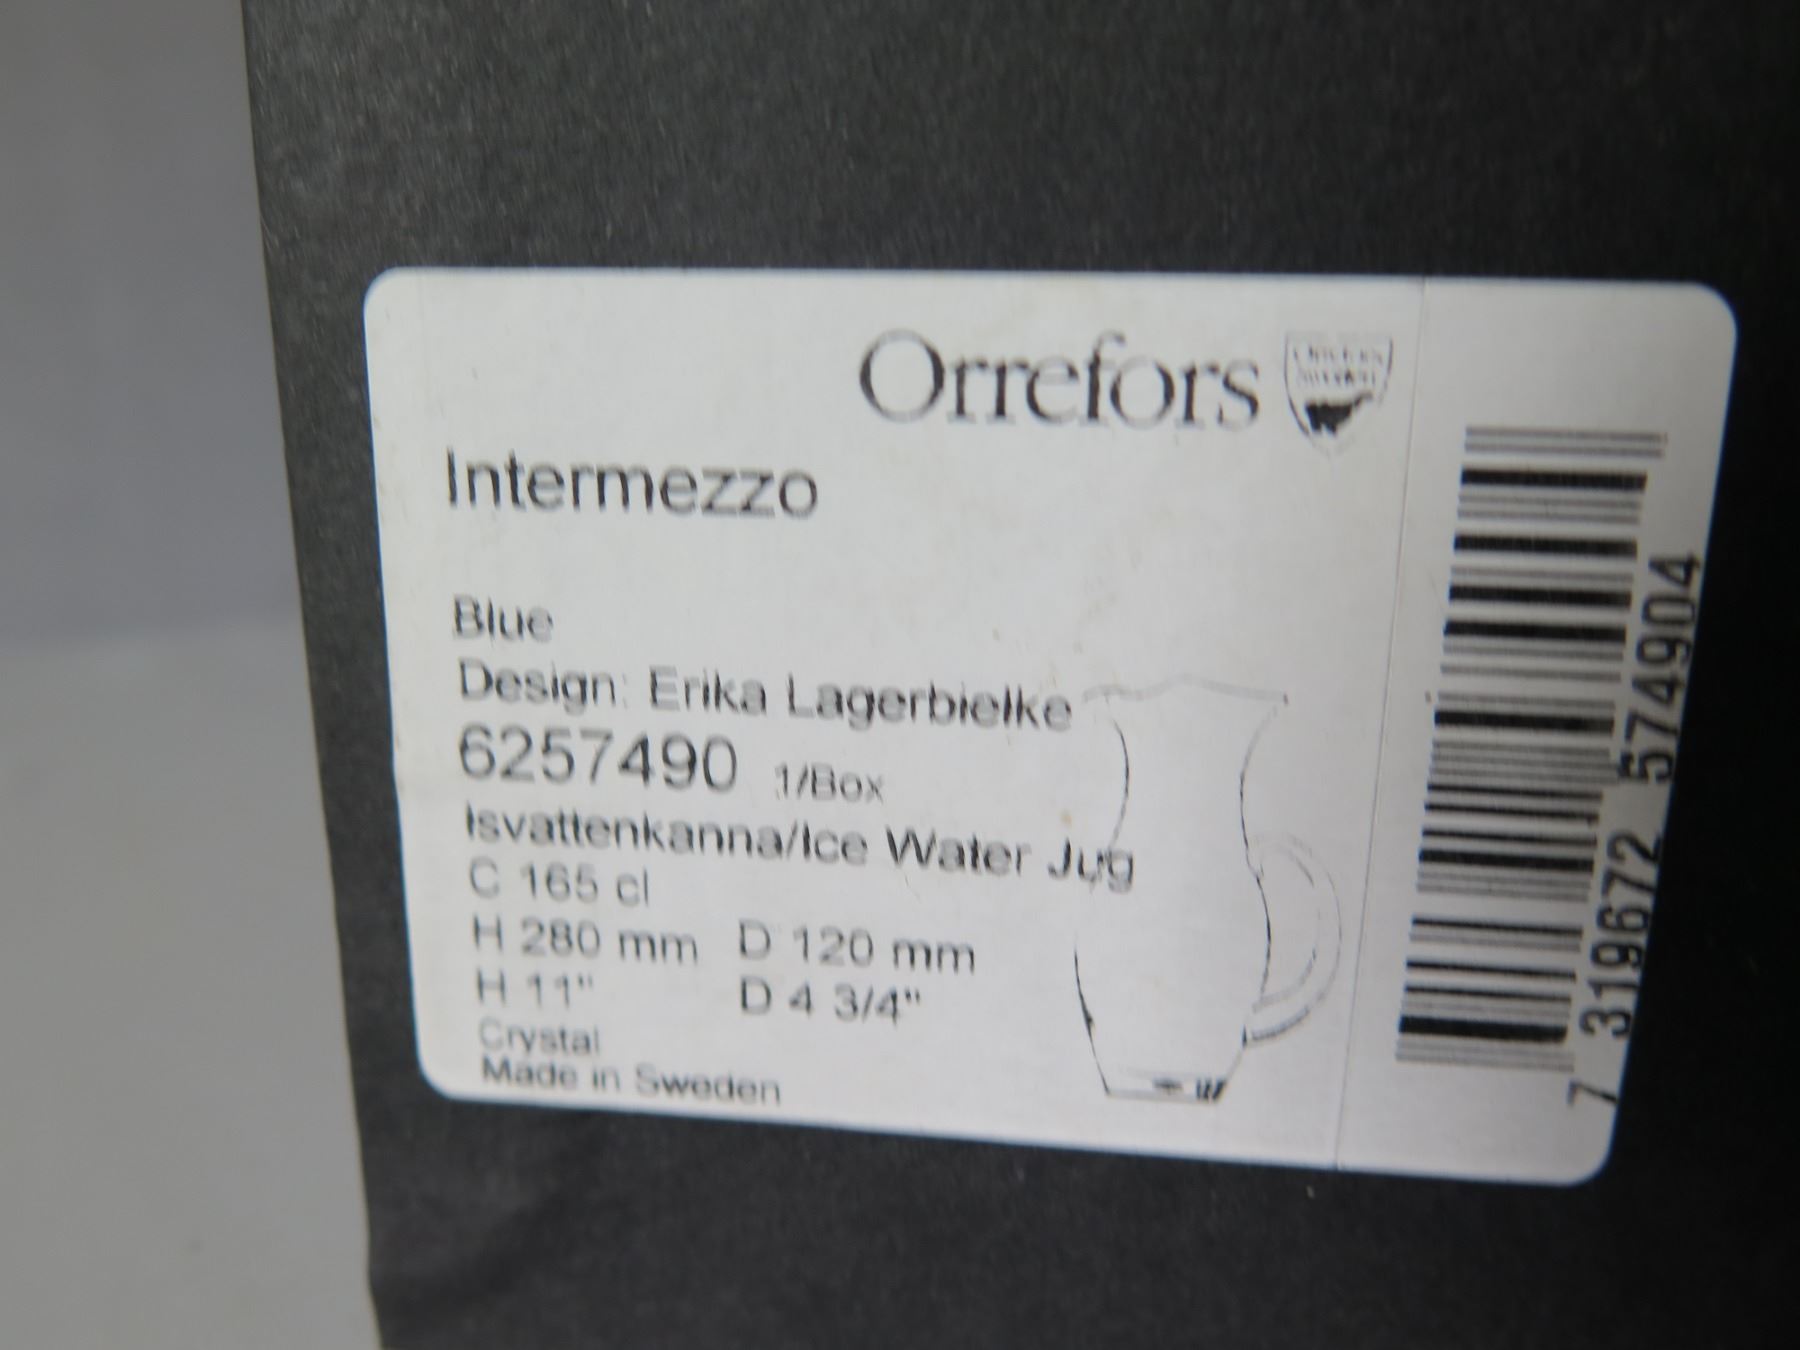 Orrefors
Intermezzo
Blue
Design: Erika Lagerbielke
6257490 1/Box
Isvattenkanna/Ice Water Jug
C 165 cl
H 280 mm D 120 mm
H 11" D 4 3/4"
Crystal
Made in Sweden
7 319672 574904